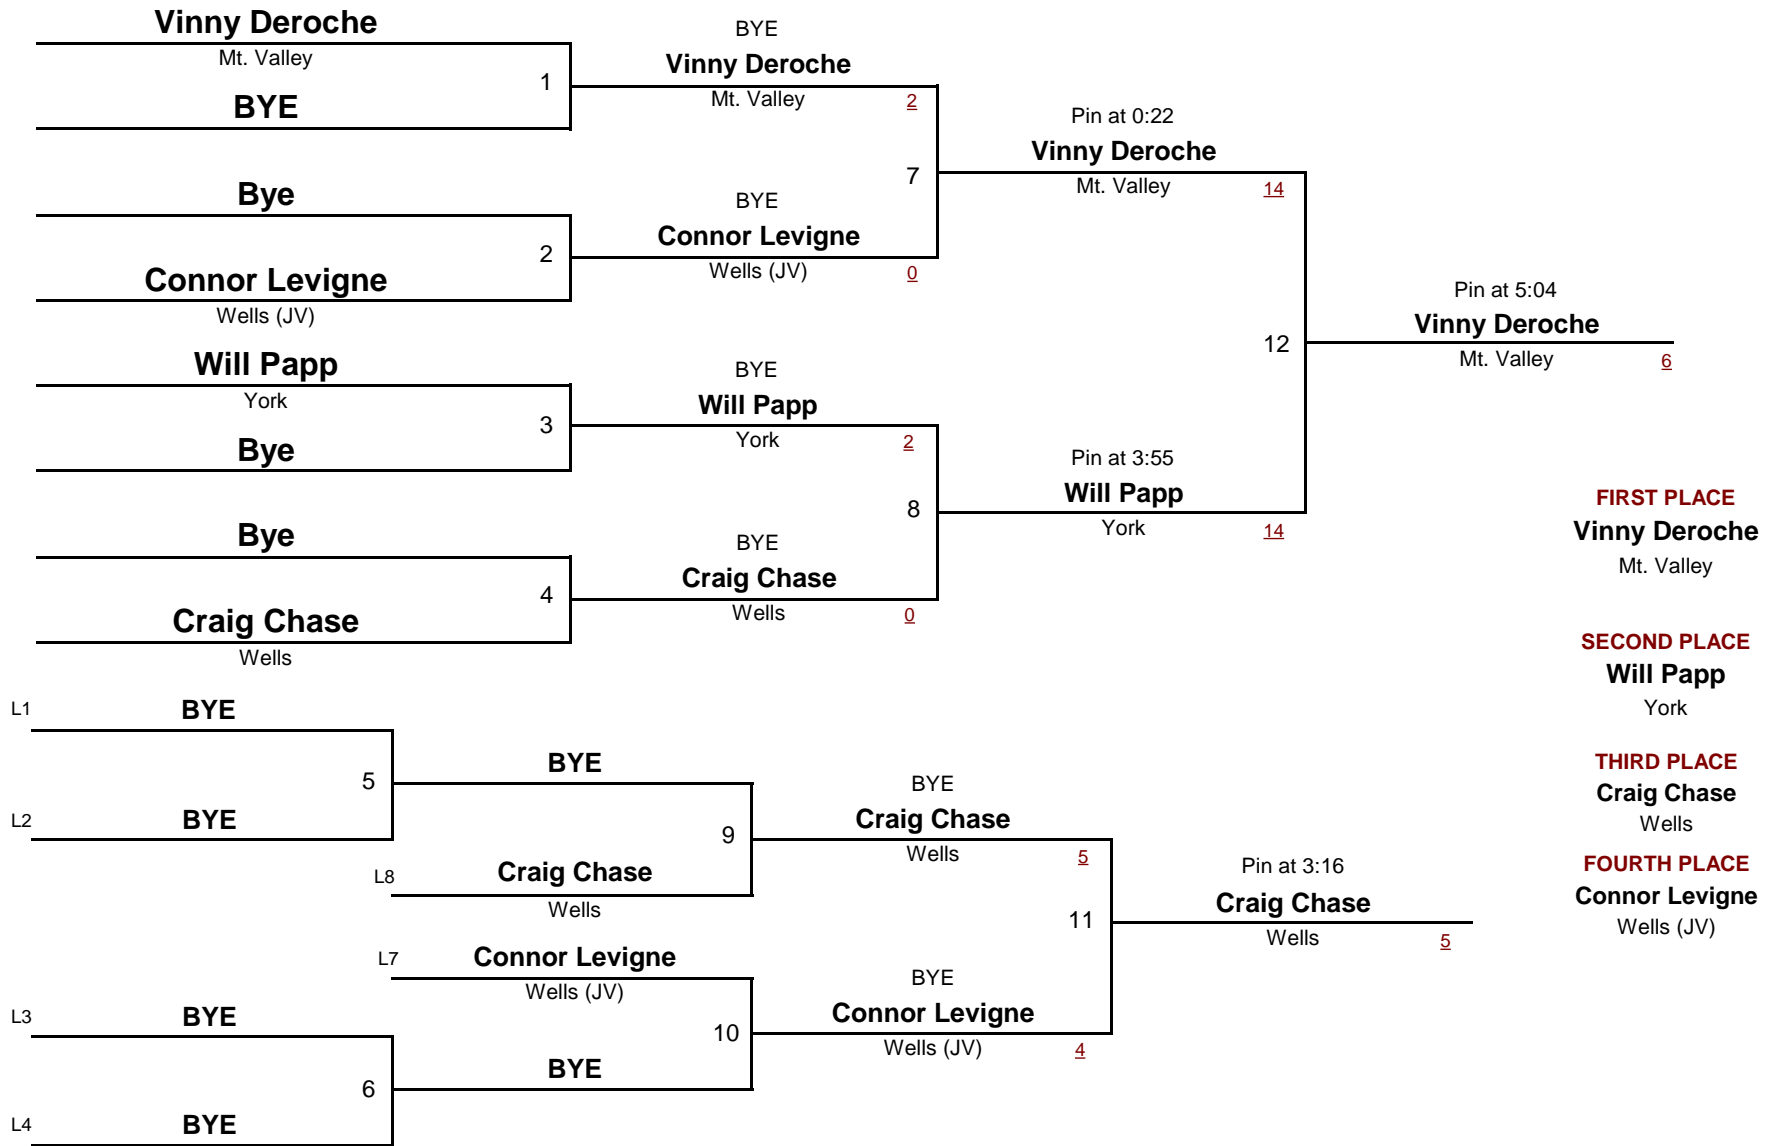 Vinny Deroche
Mt. Valley
1
BYE
Bye
2
Connor Levigne
Wells (JV)
Will Papp
York
3
Bye
Bye
4
Craig Chase
Wells
BYE
Vinny Deroche
Mt. Valley 2
7
BYE
Connor Levigne
Wells (JV) 0
BYE
Will Papp
York 2
8
BYE
Craig Chase
Wells 0
Pin at 0:22
Vinny Deroche
Mt. Valley 14
12
Pin at 3:55
Will Papp
York 14
Pin at 5:04
Vinny Deroche
Mt. Valley 6
FIRST PLACE
Vinny Deroche
Mt. Valley
SECOND PLACE
Will Papp
York
THIRD PLACE
Craig Chase
Wells
FOURTH PLACE
Connor Levigne
Wells (JV)
L1 BYE
5
L2 BYE
BYE
9
L8 Craig Chase
Wells
L7 Connor Levigne
Wells (JV)
10
L3 BYE
6
BYE
L4 BYE
BYE
Craig Chase
Wells 5
11
BYE
Connor Levigne
Wells (JV) 4
Pin at 3:16
Craig Chase
Wells 5